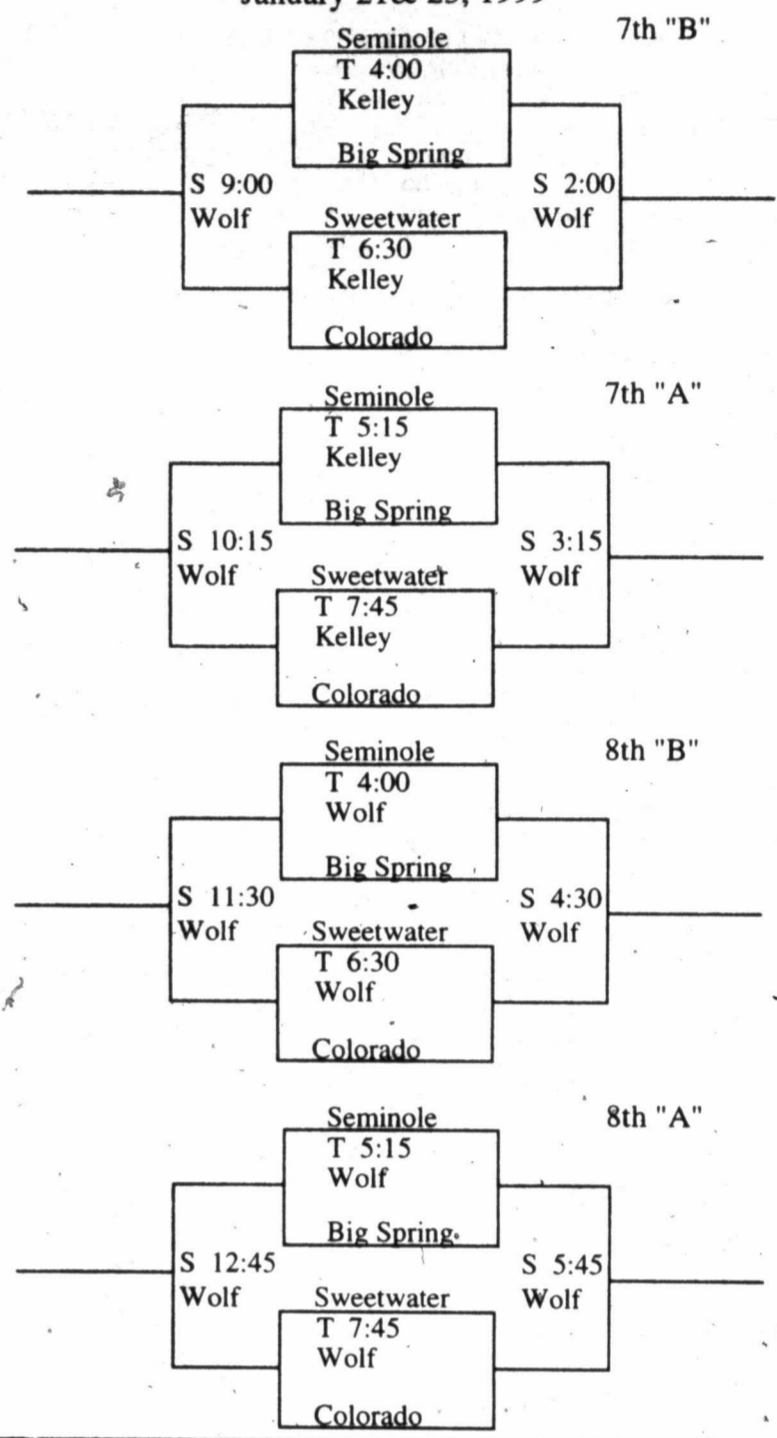 7th "B"
Seminole
T 4:00
Kelley
Big Spring
S 9:00
Wolf
S 2:00
Wolf
Sweetwater
T 6:30
Kelley
Colorado
7th "A"
Seminole
T 5:15
Kelley
Big Spring
S 10:15
Wolf
S 3:15
Wolf
Sweetwater
T 7:45
Kelley
Colorado
8th "B"
Seminole
T 4:00
Wolf
Big Spring
S 11:30
Wolf
S 4:30
Wolf
Sweetwater
T 6:30
Wolf
Colorado
8th "A"
Seminole
T 5:15
Wolf
Big Spring
S 12:45
Wolf
S 5:45
Wolf
Sweetwater
T 7:45
Wolf
Colorado